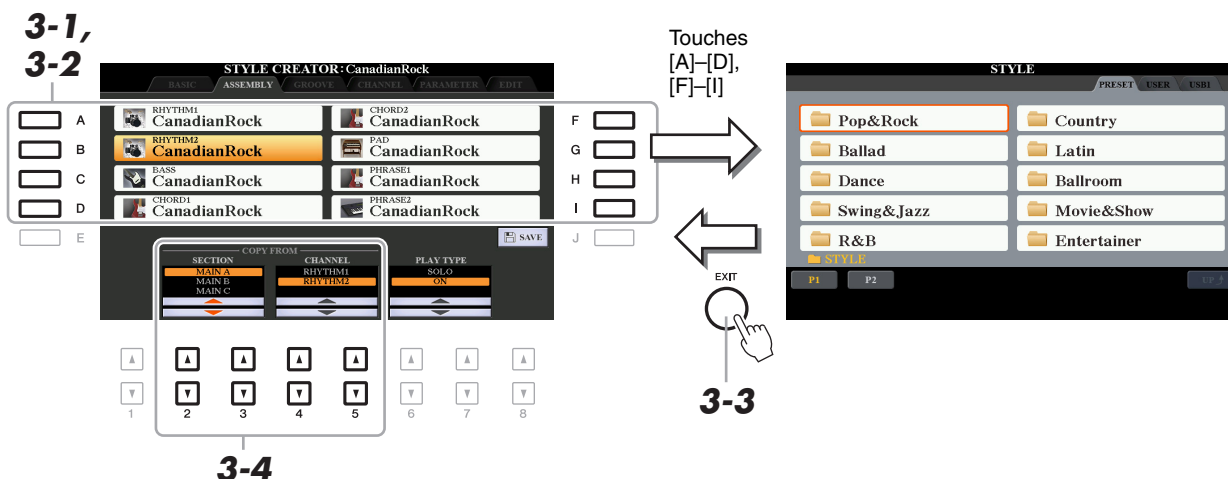 3-1,
3-2
Touches
[A]–[D],
[F]–[I]
STYLE CREATOR: CanadianRock
BASIC ASSEMBLY GROOVE CHANNEL PARAMETER EDIT
A RHYTHM1 CanadianRock CHORD2 CanadianRock F
B RHYTHM2 CanadianRock PAD CanadianRock G
C BASS CanadianRock PHRASE1 CanadianRock H
D CHORD1 CanadianRock PHRASE2 CanadianRock I
E SAVE J
COPY FROM
SECTION CHANNEL PLAY TYPE
MAIN A RHYTHM1 SOLO
MAIN B RHYTHM2 ON
MAIN C
1 2 3 4 5 6 7 8
3-4
EXIT
3-3
STYLE
PRESET USER USB1
Pop&Rock Country
Ballad Latin
Dance Ballroom
Swing&Jazz Movie&Show
R&B Entertainer
STYLE
P1 P2 UP